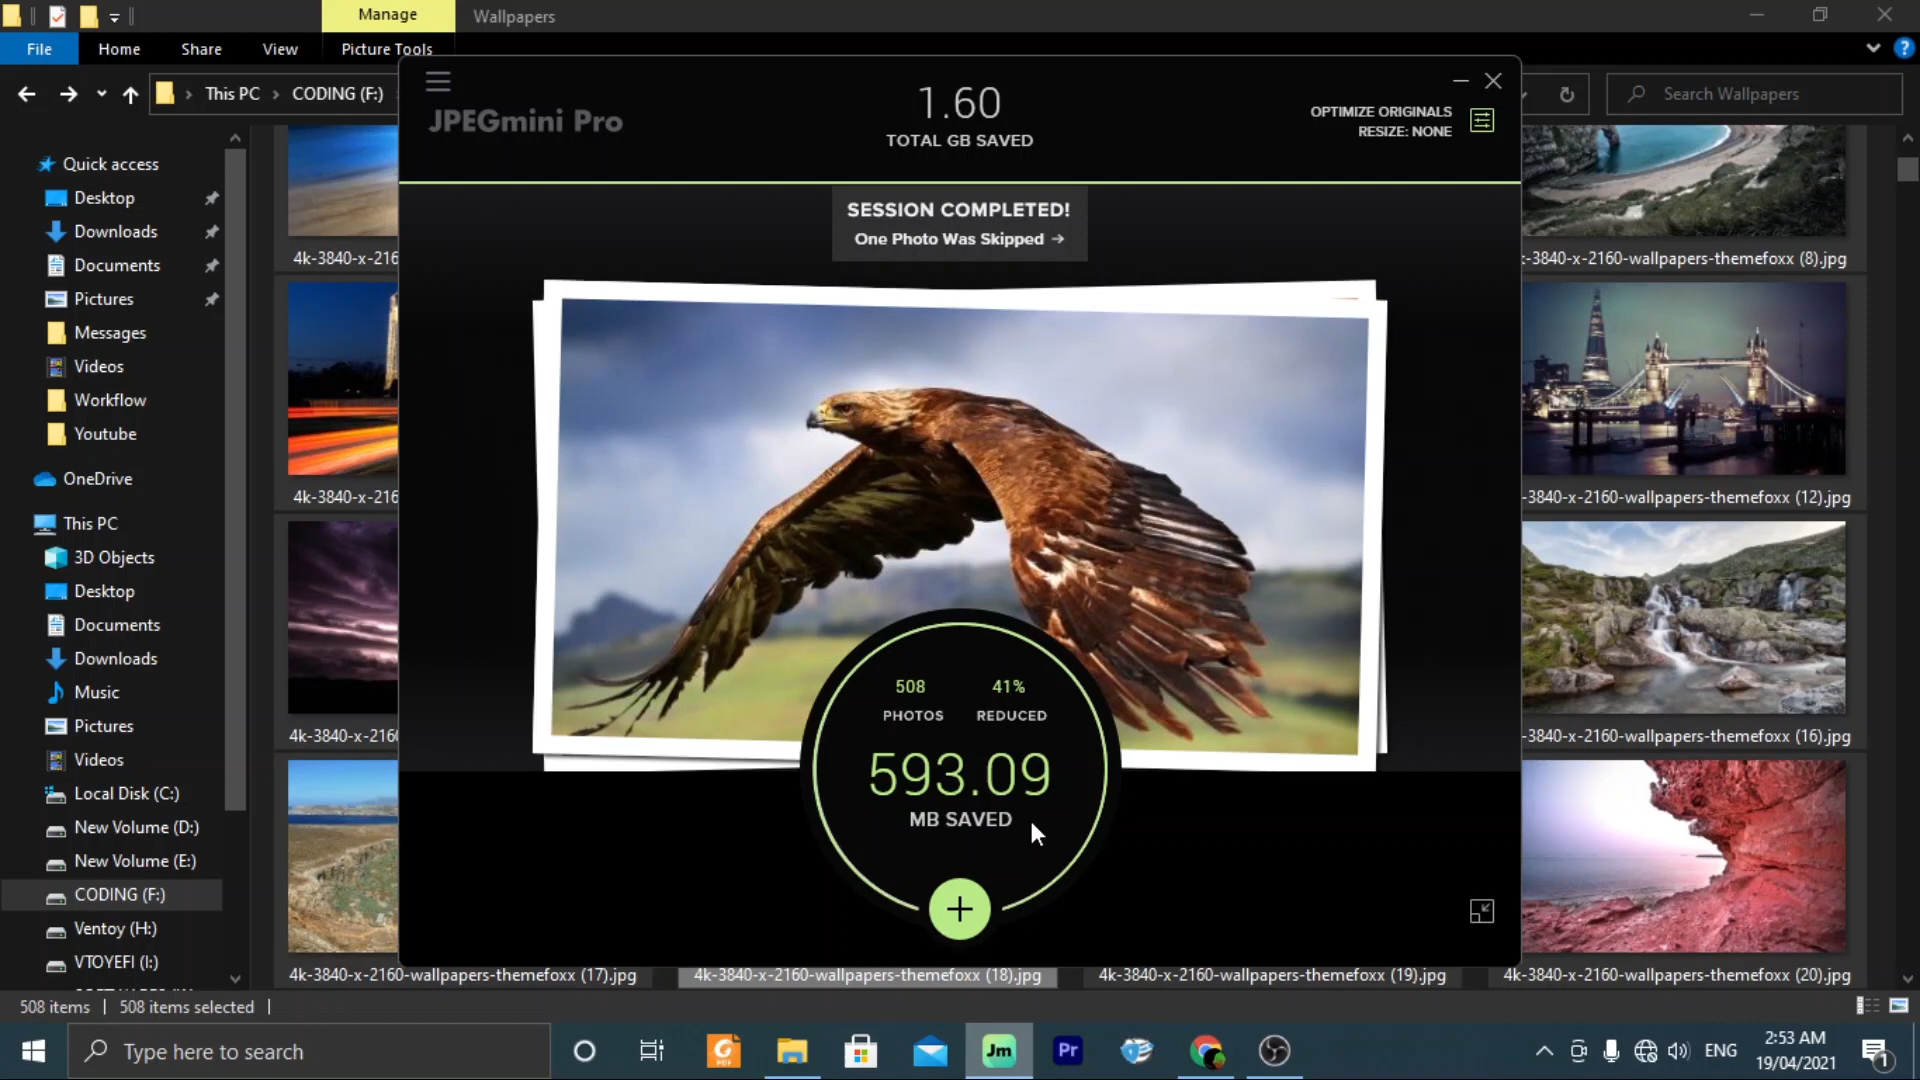 Manage
Wallpapers
File
Home
Share
View
Picture Tools
This PC
CODING (F:)
Search Wallpapers
JPEGmini Pro
1.60
TOTAL GB SAVED
OPTIMIZE ORIGINALS
RESIZE: NONE
SESSION COMPLETED!
One Photo Was Skipped →
508
PHOTOS
41%
REDUCED
593.09
MB SAVED
Quick access
Desktop
Downloads
Documents
Pictures
Messages
Videos
Workflow
Youtube
OneDrive
This PC
3D Objects
Desktop
Documents
Downloads
Music
Pictures
Videos
Local Disk (C:)
New Volume (D:)
New Volume (E:)
CODING (F:)
Ventoy (H:)
VTOYEFI (I:)
4k-3840-x-216
-3840-x-2160-wallpapers-themefoxx (8).jpg
4k-3840-x-216
-3840-x-2160-wallpapers-themefoxx (12).jpg
4k-3840-x-216
-3840-x-2160-wallpapers-themefoxx (16).jpg
4k-3840-x-2160-wallpapers-themefoxx (17).jpg
4k-3840-x-2160-wallpapers-themefoxx (18).jpg
4k-3840-x-2160-wallpapers-themefoxx (19).jpg
4k-3840-x-2160-wallpapers-themefoxx (20).jpg
508 items
508 items selected
Type here to search
PDF
Jm
Pr
ENG
2:53 AM
19/04/2021
1